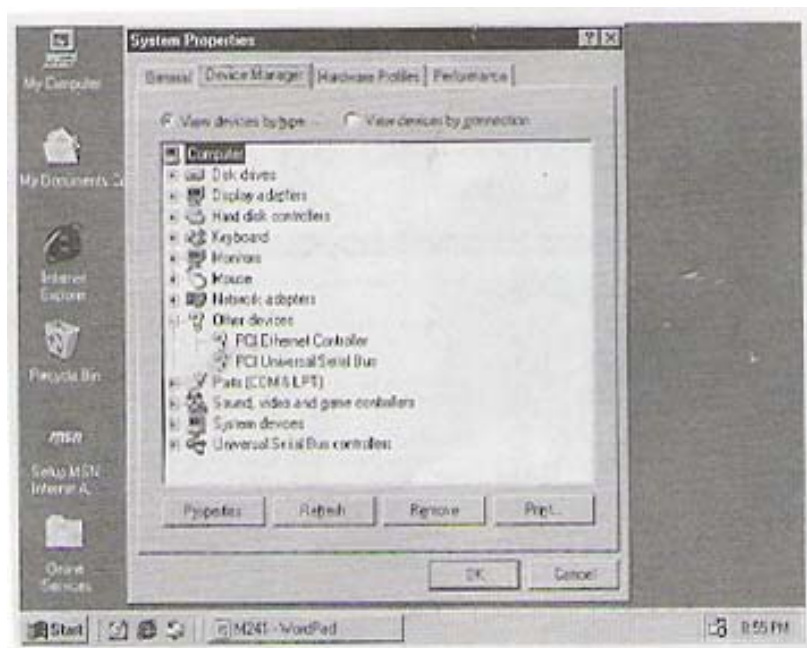 System Properties
My Computer
General Device Manager Hardware Profiles Performance
View devices by type View devices by connection
Computer
Disk drives
Display adapters
Hard disk controllers
Keyboard
Monitors
Mouse
Network adapters
Other devices
PCI Ethernet Controller
PCI Universal Serial Bus
Ports (COM & LPT)
Sound, video and game controllers
System devices
Universal Serial Bus controllers
Properties Refresh Remove Print...
OK Cancel
My Documents
Internet
Explorer
Recycle Bin
msn
Setup MSN
Internet A..
Online
Services
Start M241 - WordPad 8:55 PM